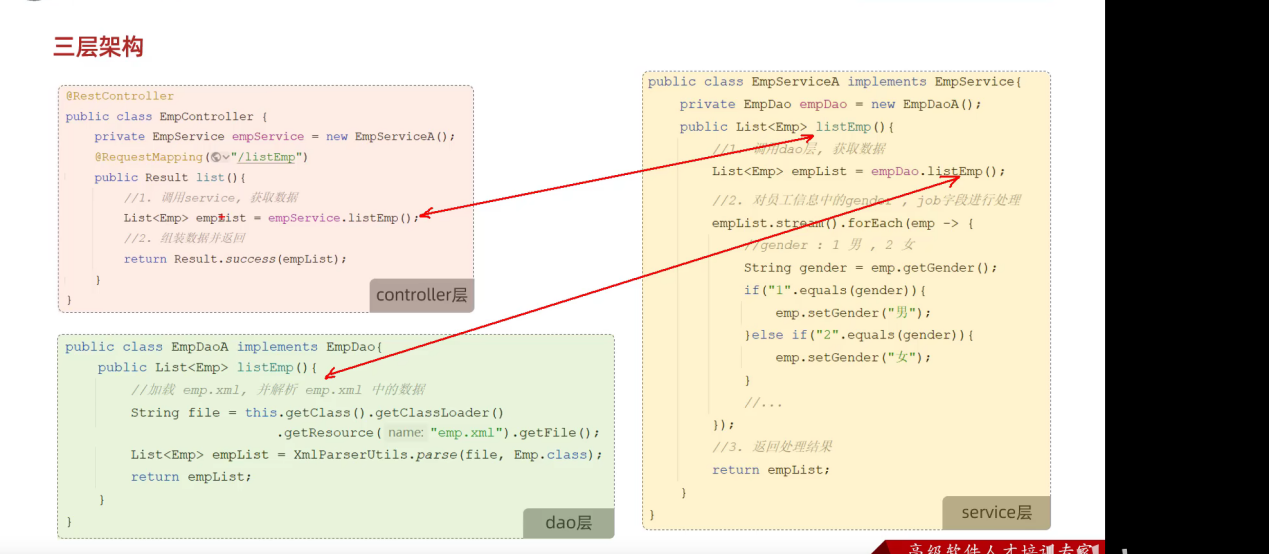 三层架构
@RestController
public class EmpController {
private EmpService empService = new EmpServiceA();
@RequestMapping("/listEmp")
public Result list(){
//1. 调用service, 获取数据
List<Emp> empList = empService.listEmp();
//2. 组装数据并返回
return Result.success(empList);
}
}
controller层
public class EmpDaoA implements EmpDao{
public List<Emp> listEmp(){
//加载 emp.xml, 并解析 emp.xml 中的数据
String file = this.getClass().getClassLoader()
.getResource( name: "emp.xml").getFile();
List<Emp> empList = XmlParserUtils.parse(file, Emp.class);
return empList;
}
}
dao层
public class EmpServiceA implements EmpService{
private EmpDao empDao = new EmpDaoA();
public List<Emp> listEmp(){
//1. 调用dao层, 获取数据
List<Emp> empList = empDao.listEmp();
//2. 对员工信息中的gender , job字段进行处理
empList.stream().forEach(emp -> {
//gender : 1 男 , 2 女
String gender = emp.getGender();
if("1".equals(gender)){
emp.setGender("男");
}else if("2".equals(gender)){
emp.setGender("女");
}
//...
});
//3. 返回处理结果
return empList;
}
}
service层
高级软件人才培训专家